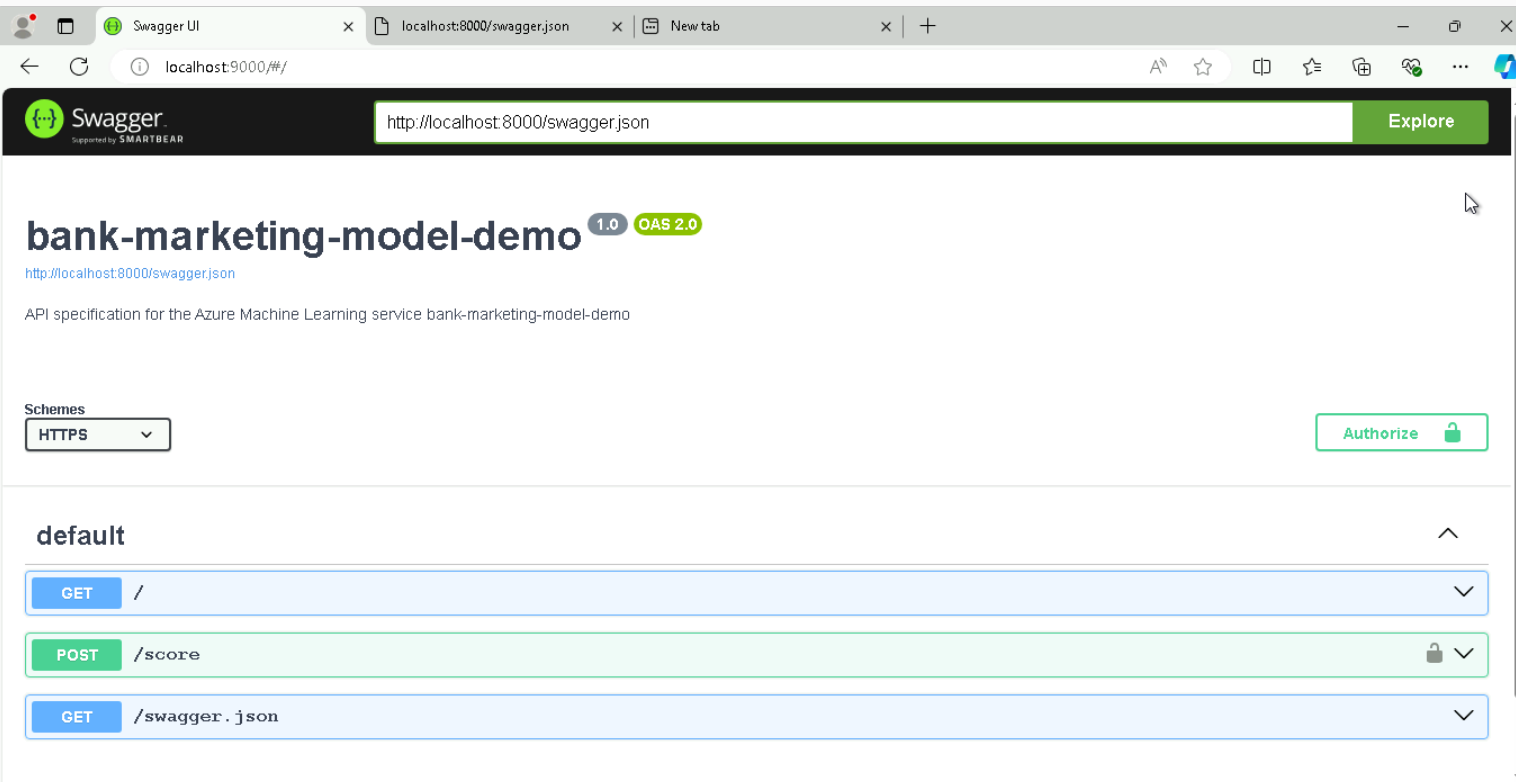 Swagger UI
localhost:8000/swagger.json
New tab
localhost:9000/#/
Swagger.
Supported by SMARTBEAR
http://localhost:8000/swagger.json
Explore
bank-marketing-model-demo 1.0 OAS 2.0
http://localhost:8000/swagger.json
API specification for the Azure Machine Learning service bank-marketing-model-demo
Schemes
HTTPS
Authorize
default
GET /
POST /score
GET /swagger.json